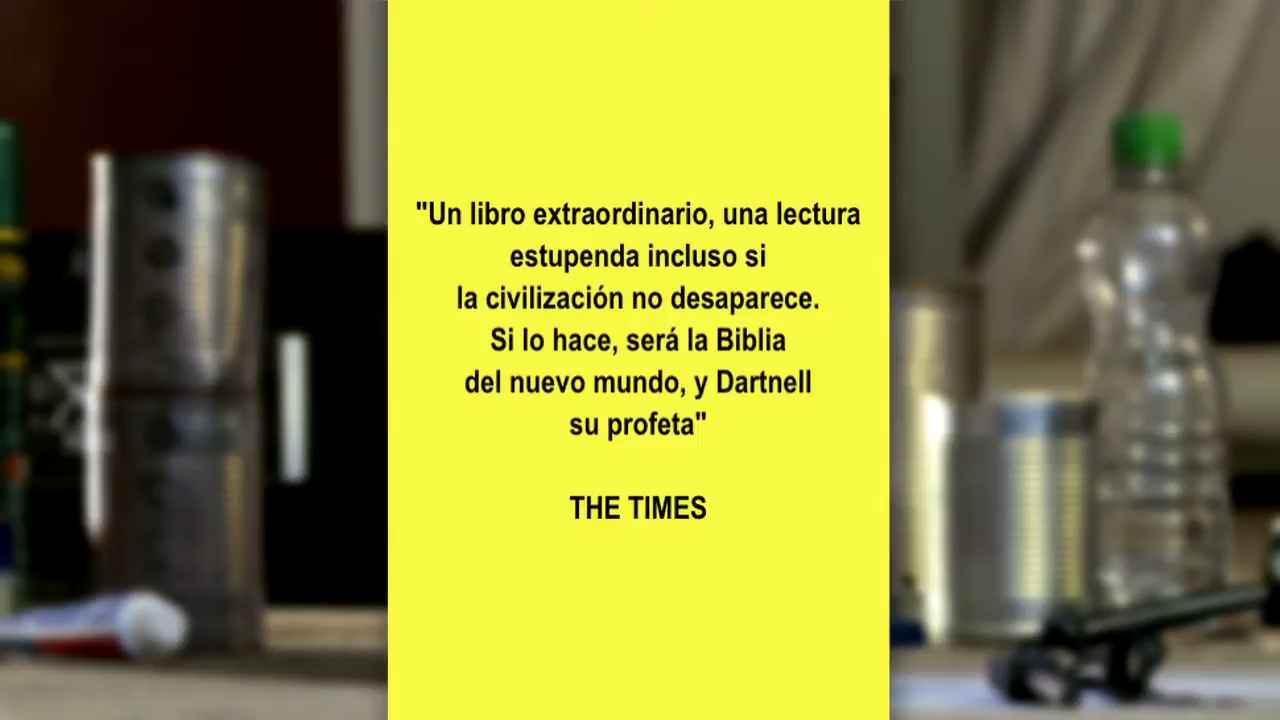 "Un libro extraordinario, una lectura
estupenda incluso si
la civilización no desaparece.
Si lo hace, será la Biblia
del nuevo mundo, y Dartnell
su profeta"
THE TIMES